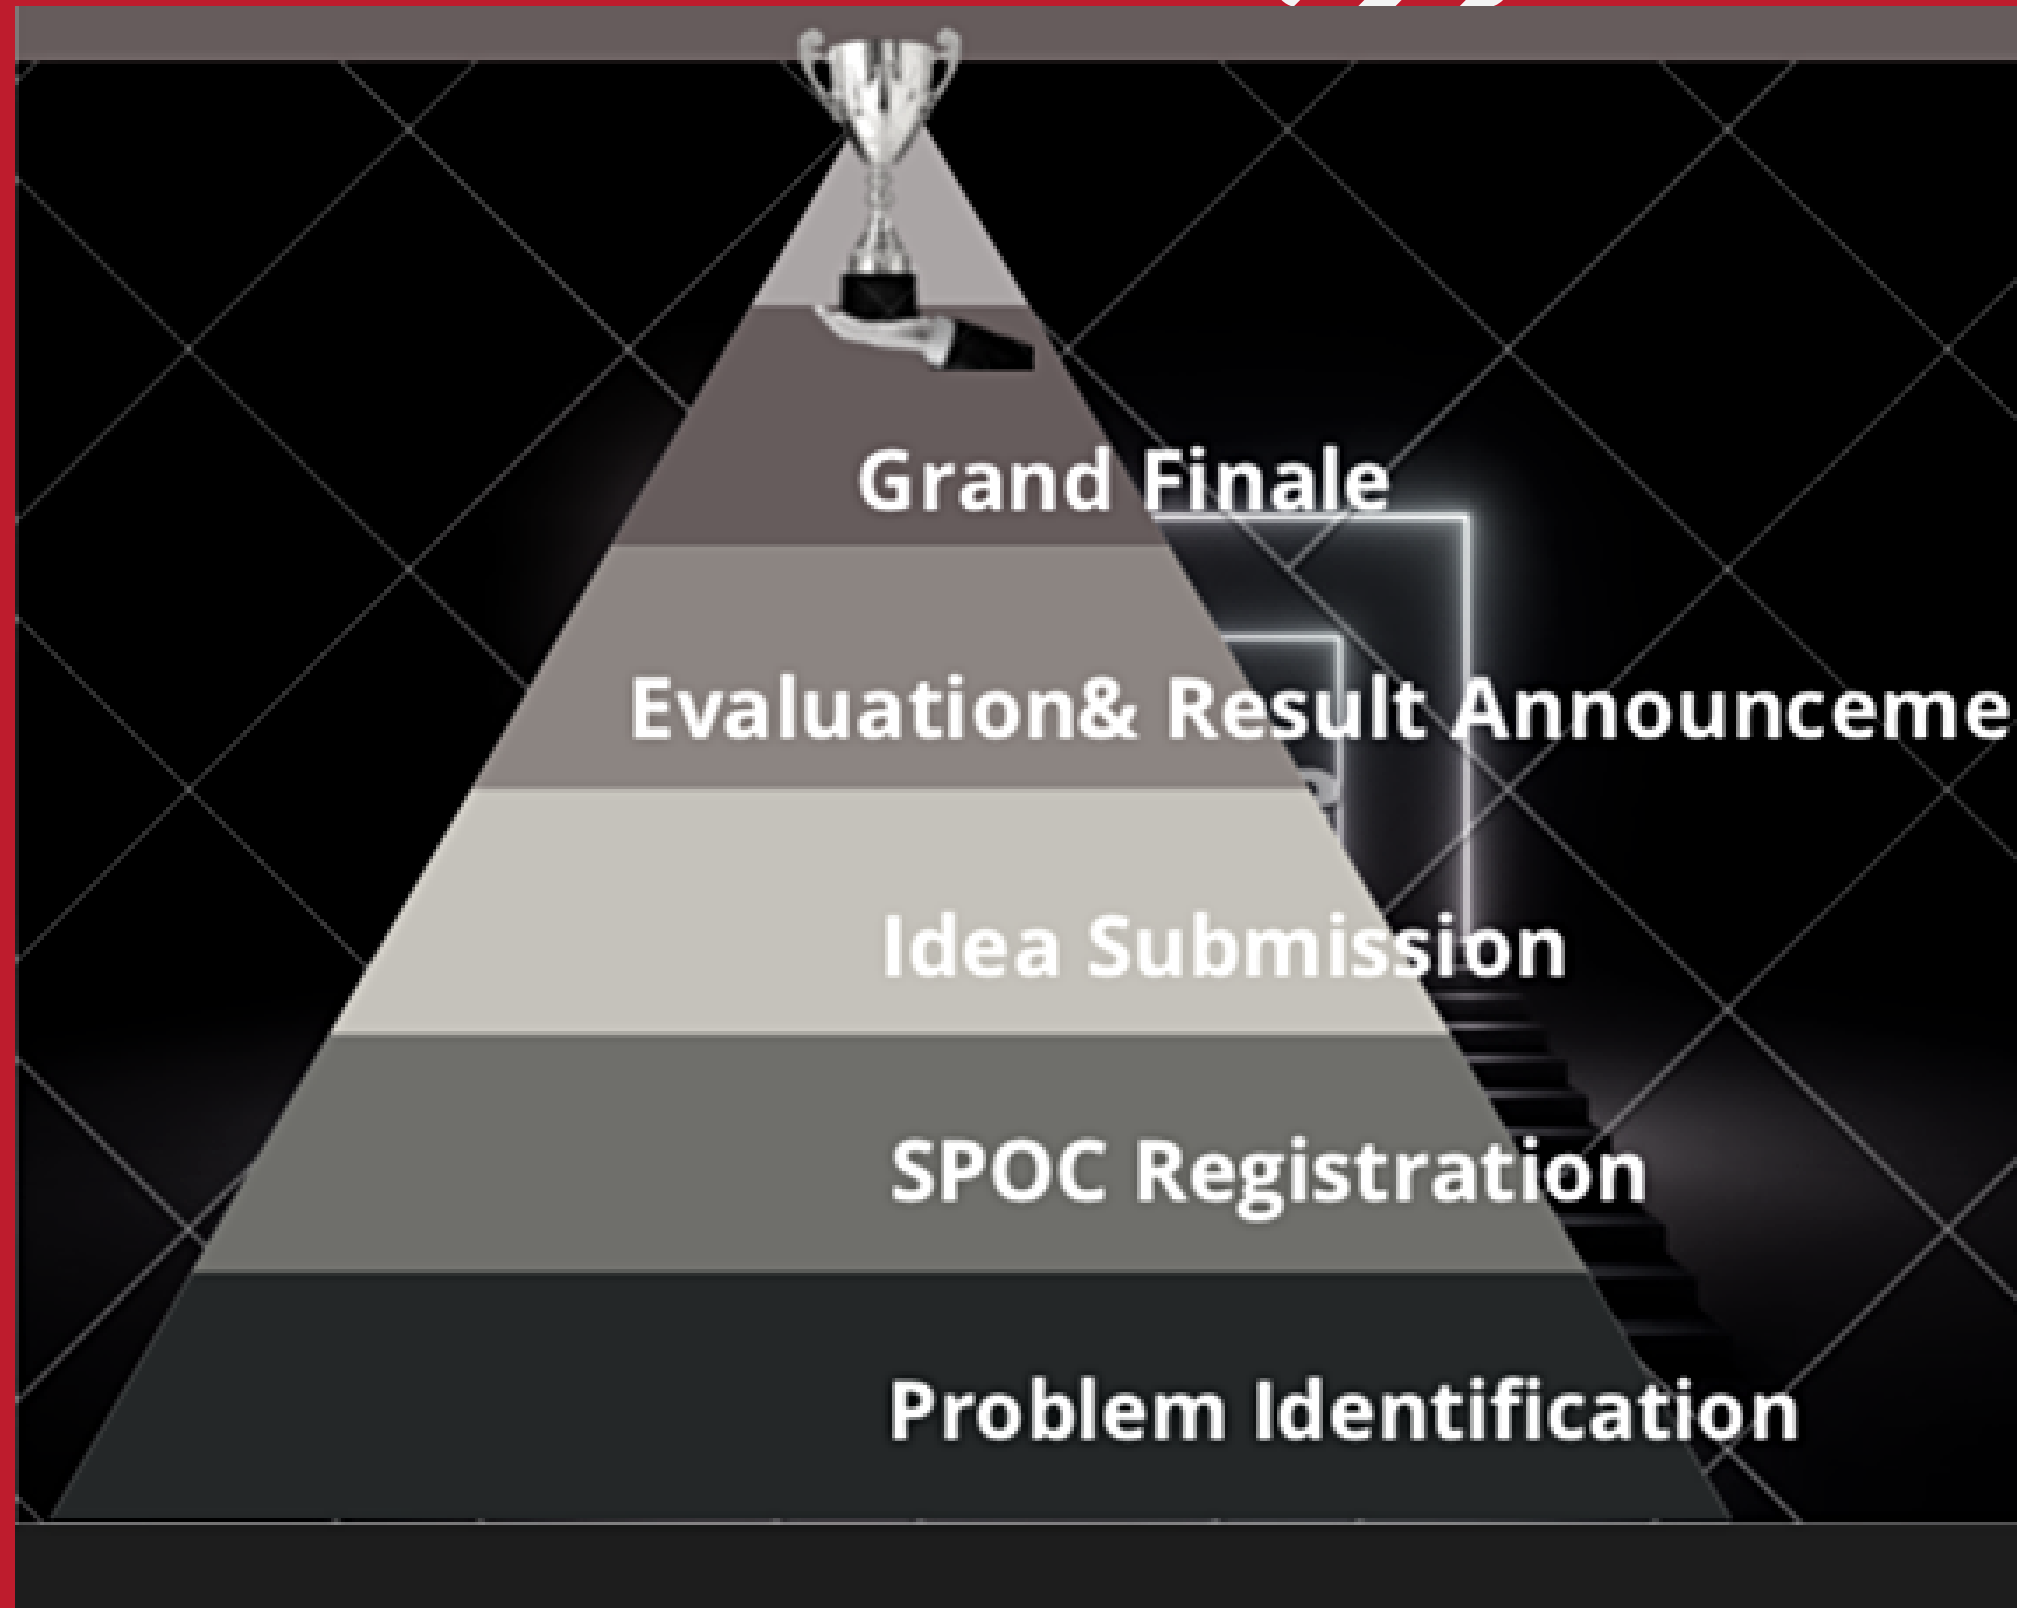 Grand Finale
Evaluation& Result Announceme
Idea Submission
SPOC Registration
Problem Identification